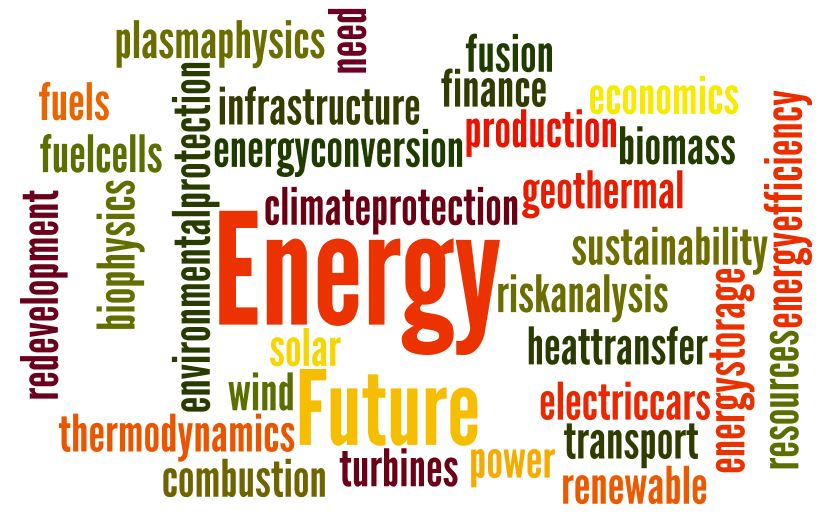 plasmaphysics
need
fusion
finance
economics
fuels
infrastructure
production
biomass
fuelcells
energyconversion
environmentalprotection
energyefficiency
geothermal
climateprotection
redevelopment
biophysics
Energy
sustainability
riskanalysis
energystorage
solar
heattransfer
resources
wind
Future
electriccars
thermodynamics
transport
combustion
turbines
power
renewable